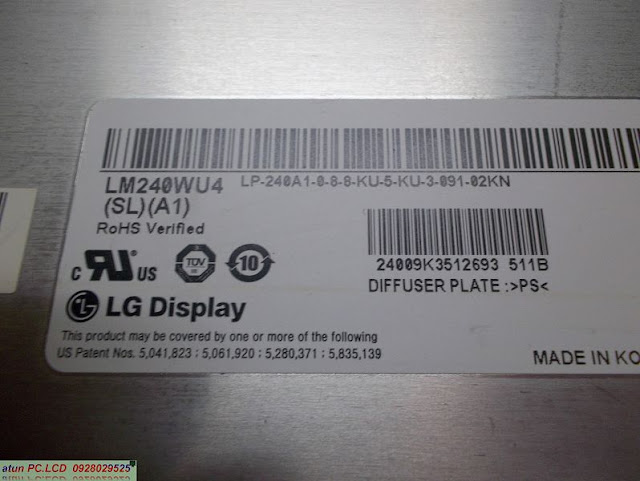 LM240WU4
(SL)(A1)
LP-240A1-0-8-8-KU-5-KU-3-091-02KN
RoHS Verified
24009K3512693 511B
DIFFUSER PLATE :>PS<
C US
TÜV
10
LG Display
This product may be covered by one or more of the following
US Patent Nos. 5,041,823 : 5,061,920 : 5,280,371 : 5,835,139
MADE IN KO
atun PC.LCD 0928029525